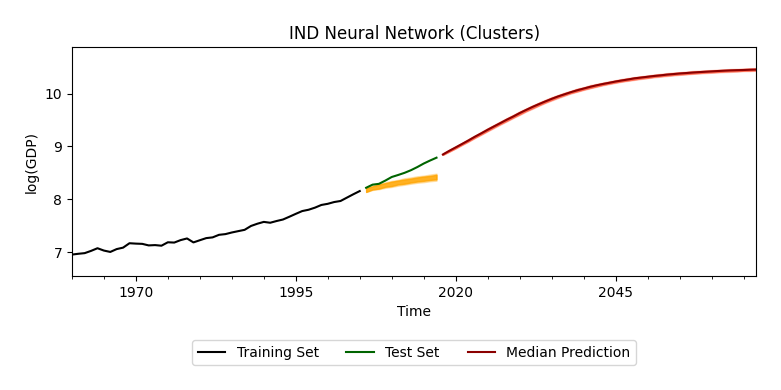 IND Neural Network (Clusters)
log(GDP)
10
9
8
7
1970 1995 2020 2045
Time
Training Set Test Set Median Prediction